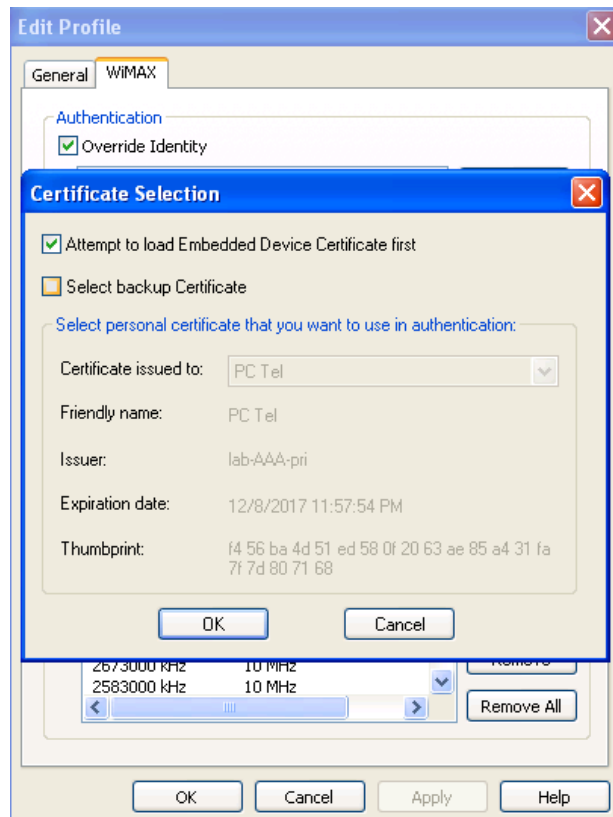 Edit Profile
General WiMAX
Authentication
Override Identity
Certificate Selection
Attempt to load Embedded Device Certificate first
Select backup Certificate
Select personal certificate that you want to use in authentication:
Certificate issued to: PC Tel
Friendly name: PC Tel
Issuer: lab-AAA-pri
Expiration date: 12/8/2017 11:57:54 PM
Thumbprint: f4 56 ba 4d 51 ed 58 0f 20 63 ae 85 a4 31 fa
7f 7d 80 71 68
OK Cancel
2673000 kHz 10 MHz Remove
2583000 kHz 10 MHz
Remove All
OK Cancel Apply Help